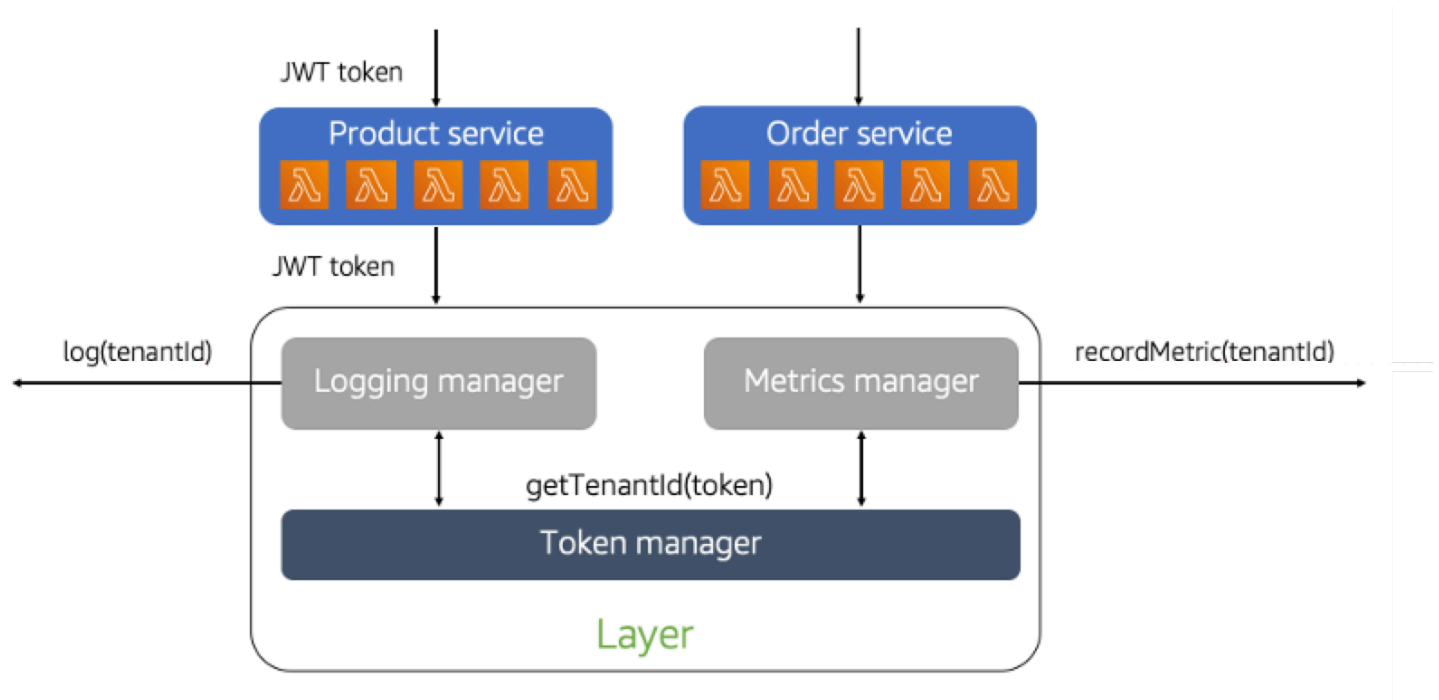 JWT token
Product service
Order service
JWT token
log(tenantId)
recordMetric(tenantId)
Logging manager
Metrics manager
getTenantId(token)
Token manager
Layer